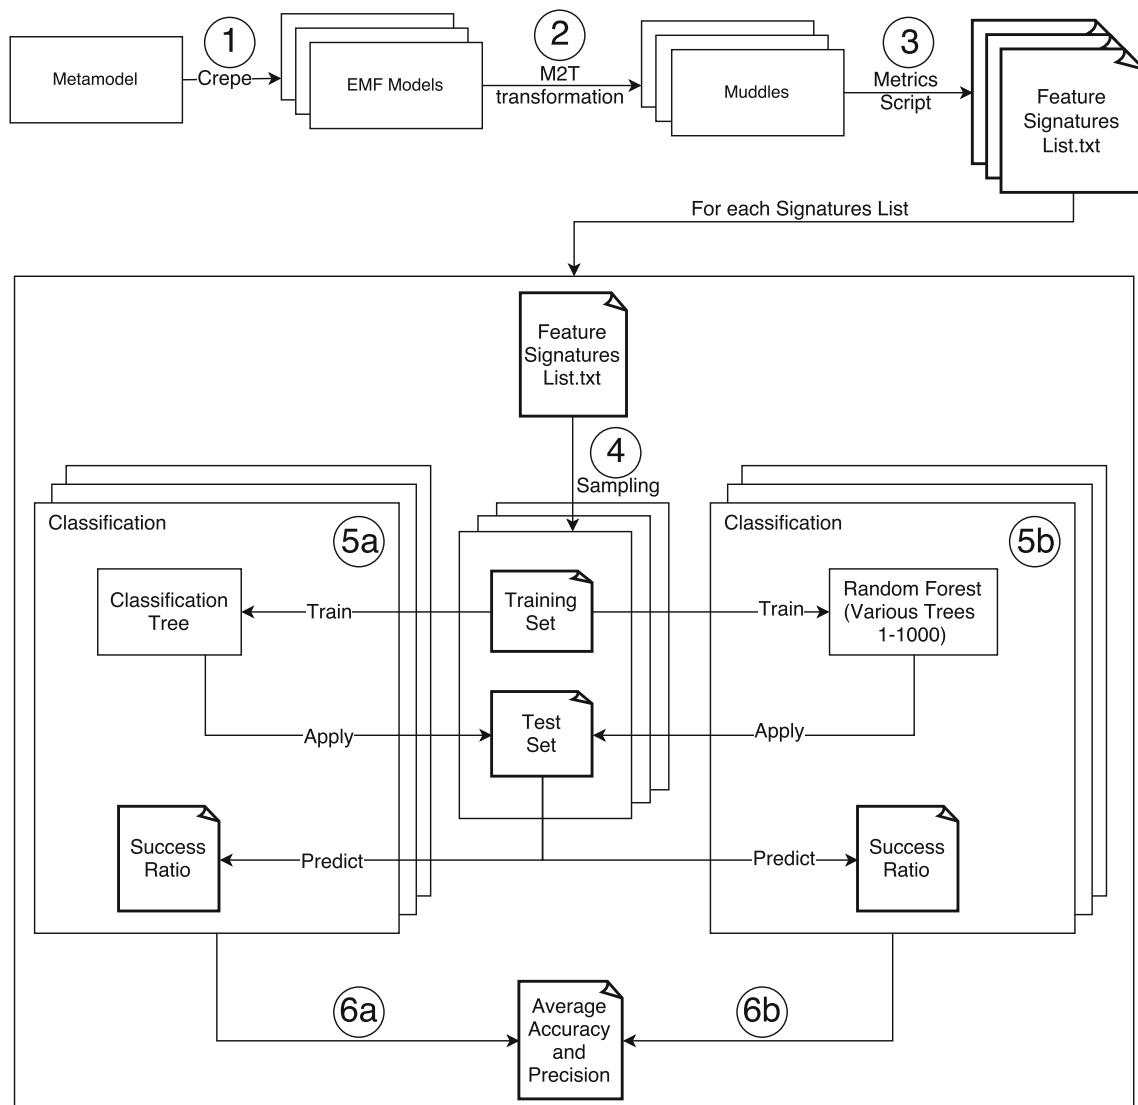 1
2
3
Metamodel
Crepe
EMF Models
M2T
transformation
Muddles
Metrics
Script
Feature
Signatures
List.txt
For each Signatures List
Feature
Signatures
List.txt
4
Sampling
Classification
5a
Classification
5b
Classification
Tree
Train
Training
Set
Train
Random Forest
(Various Trees
1-1000)
Apply
Test
Set
Apply
Success
Ratio
Predict
Predict
Success
Ratio
6a
Average
Accuracy
and
Precision
6b